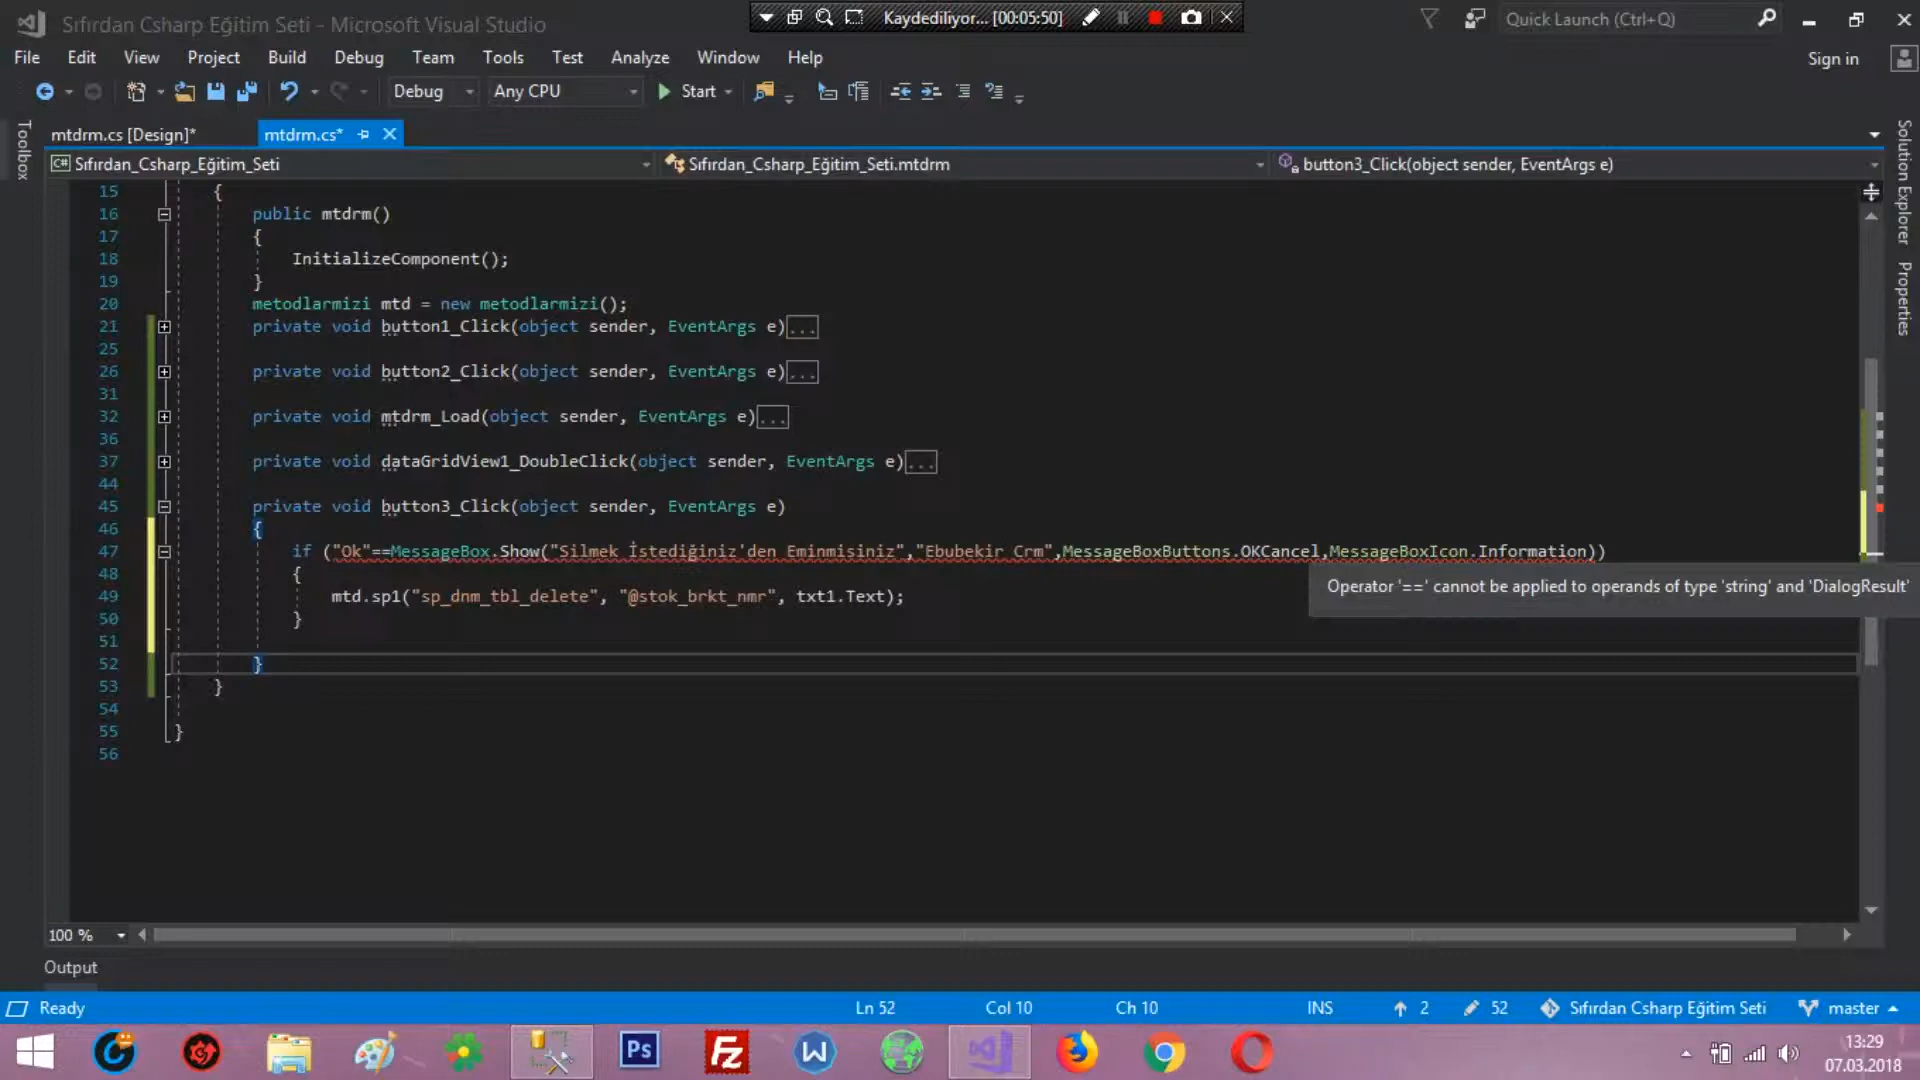 Sıfırdan Csharp Eğitim Seti - Microsoft Visual Studio
Kaydediliyor... [00:05:50]
Quick Launch (Ctrl+Q)
File Edit View Project Build Debug Team Tools Test Analyze Window Help
Sign in
Debug Any CPU Start
Toolbox
mtdrm.cs [Design]*
mtdrm.cs*
Solution Explorer
Properties
C# Sıfırdan_Csharp_Eğitim_Seti
Sıfırdan_Csharp_Eğitim_Seti.mtdrm
button3_Click(object sender, EventArgs e)
15 {
16 public mtdrm()
17 {
18 InitializeComponent();
19 }
20 metodlarmizi mtd = new metodlarmizi();
21 private void button1_Click(object sender, EventArgs e)...
25
26 private void button2_Click(object sender, EventArgs e)...
31
32 private void mtdrm_Load(object sender, EventArgs e)...
36
37 private void dataGridView1_DoubleClick(object sender, EventArgs e)...
44
45 private void button3_Click(object sender, EventArgs e)
46 {
47 if ("Ok"==MessageBox.Show("Silmek İstediğiniz'den Eminmisiniz","Ebubekir Crm",MessageBoxButtons.OKCancel,MessageBoxIcon.Information))
48 {
Operator '==' cannot be applied to operands of type 'string' and 'DialogResult'
49 mtd.sp1("sp_dnm_tbl_delete", "@stok_brkt_nmr", txt1.Text);
50 }
51
52 }
53 }
54
55 }
56
100 %
Output
Ready Ln 52 Col 10 Ch 10 INS 2 52 Sıfırdan Csharp Eğitim Seti master
Ps
Fz
W
13:29
07.03.2018